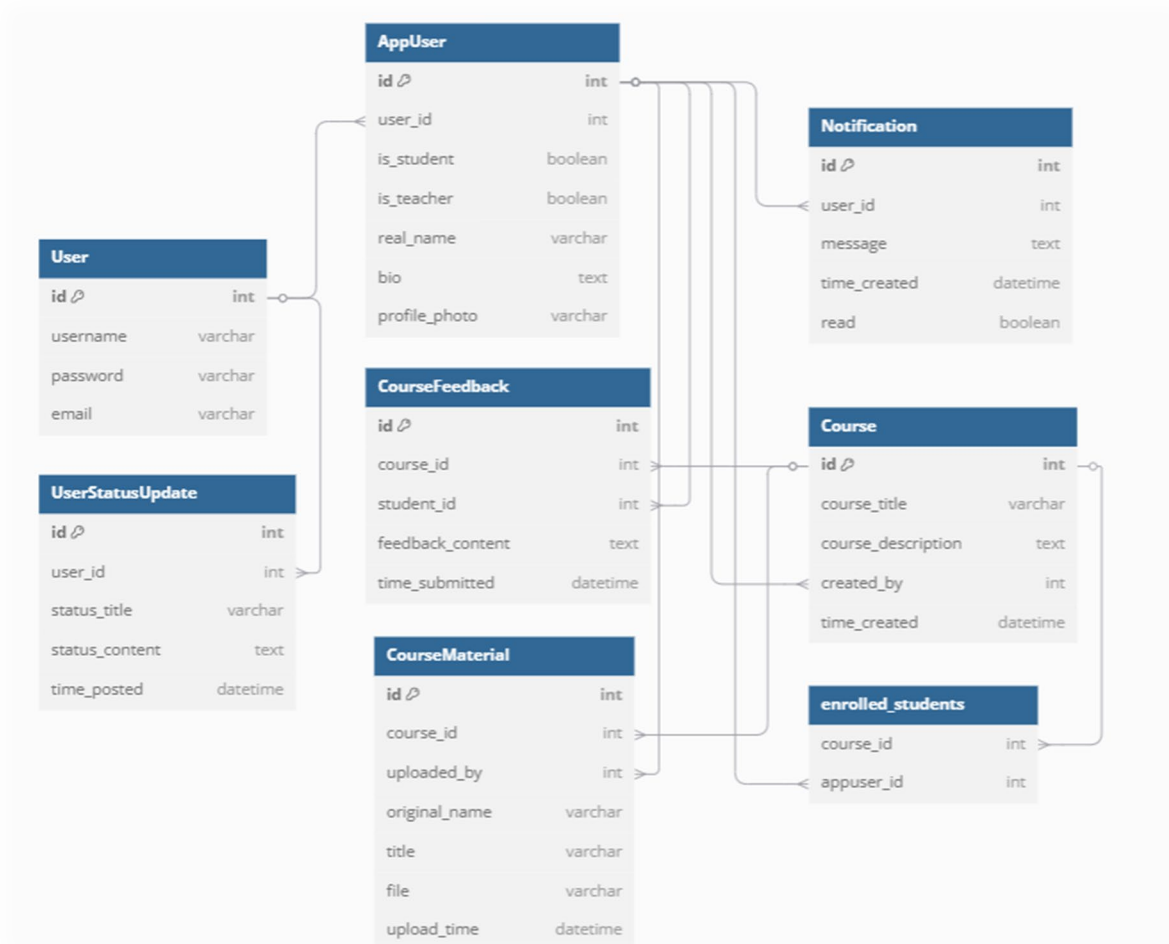 AppUser
id int
user_id int
is_student boolean
is_teacher boolean
real_name varchar
bio text
profile_photo varchar
Notification
id int
user_id int
message text
time_created datetime
read boolean
User
id int
username varchar
password varchar
email varchar
CourseFeedback
id int
course_id int
student_id int
feedback_content text
time_submitted datetime
Course
id int
course_title varchar
course_description text
created_by int
time_created datetime
UserStatusUpdate
id int
user_id int
status_title varchar
status_content text
time_posted datetime
CourseMaterial
id int
course_id int
uploaded_by int
original_name varchar
title varchar
file varchar
upload_time datetime
enrolled_students
course_id int
appuser_id int